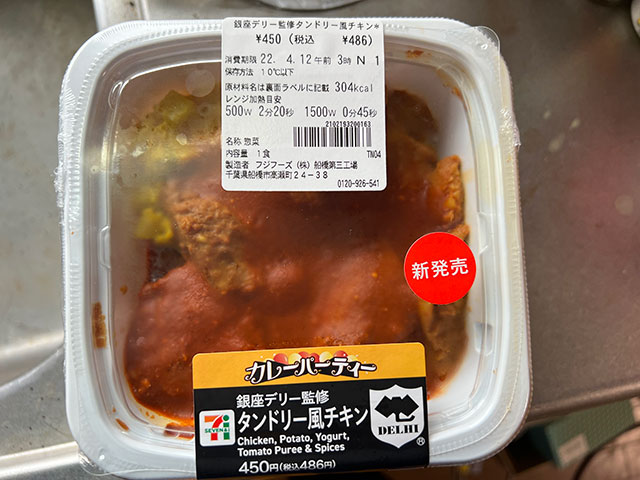 銀座デリー監修タンドリー風チキン*
¥450 (税込 ¥486)
消費期限 22. 4. 12 午前 3時 N 1
保存方法 10℃以下
原材料名は裏面ラベルに記載 304kcal
レンジ加熱目安
500W 2分20秒 1500W 0分45秒
2102193200163
名称 惣菜
内容量 1食 TN04
製造者 フジフーズ(株) 船橋第三工場
千葉県船橋市高瀬町24-38
0120-926-541
新発売
カレーパーティー
銀座デリー監修
タンドリー風チキン
7 SEVEN&i
Chicken, Potato, Yogurt,
Tomato Puree & Spices
450円(税込486円)
DELHI
®